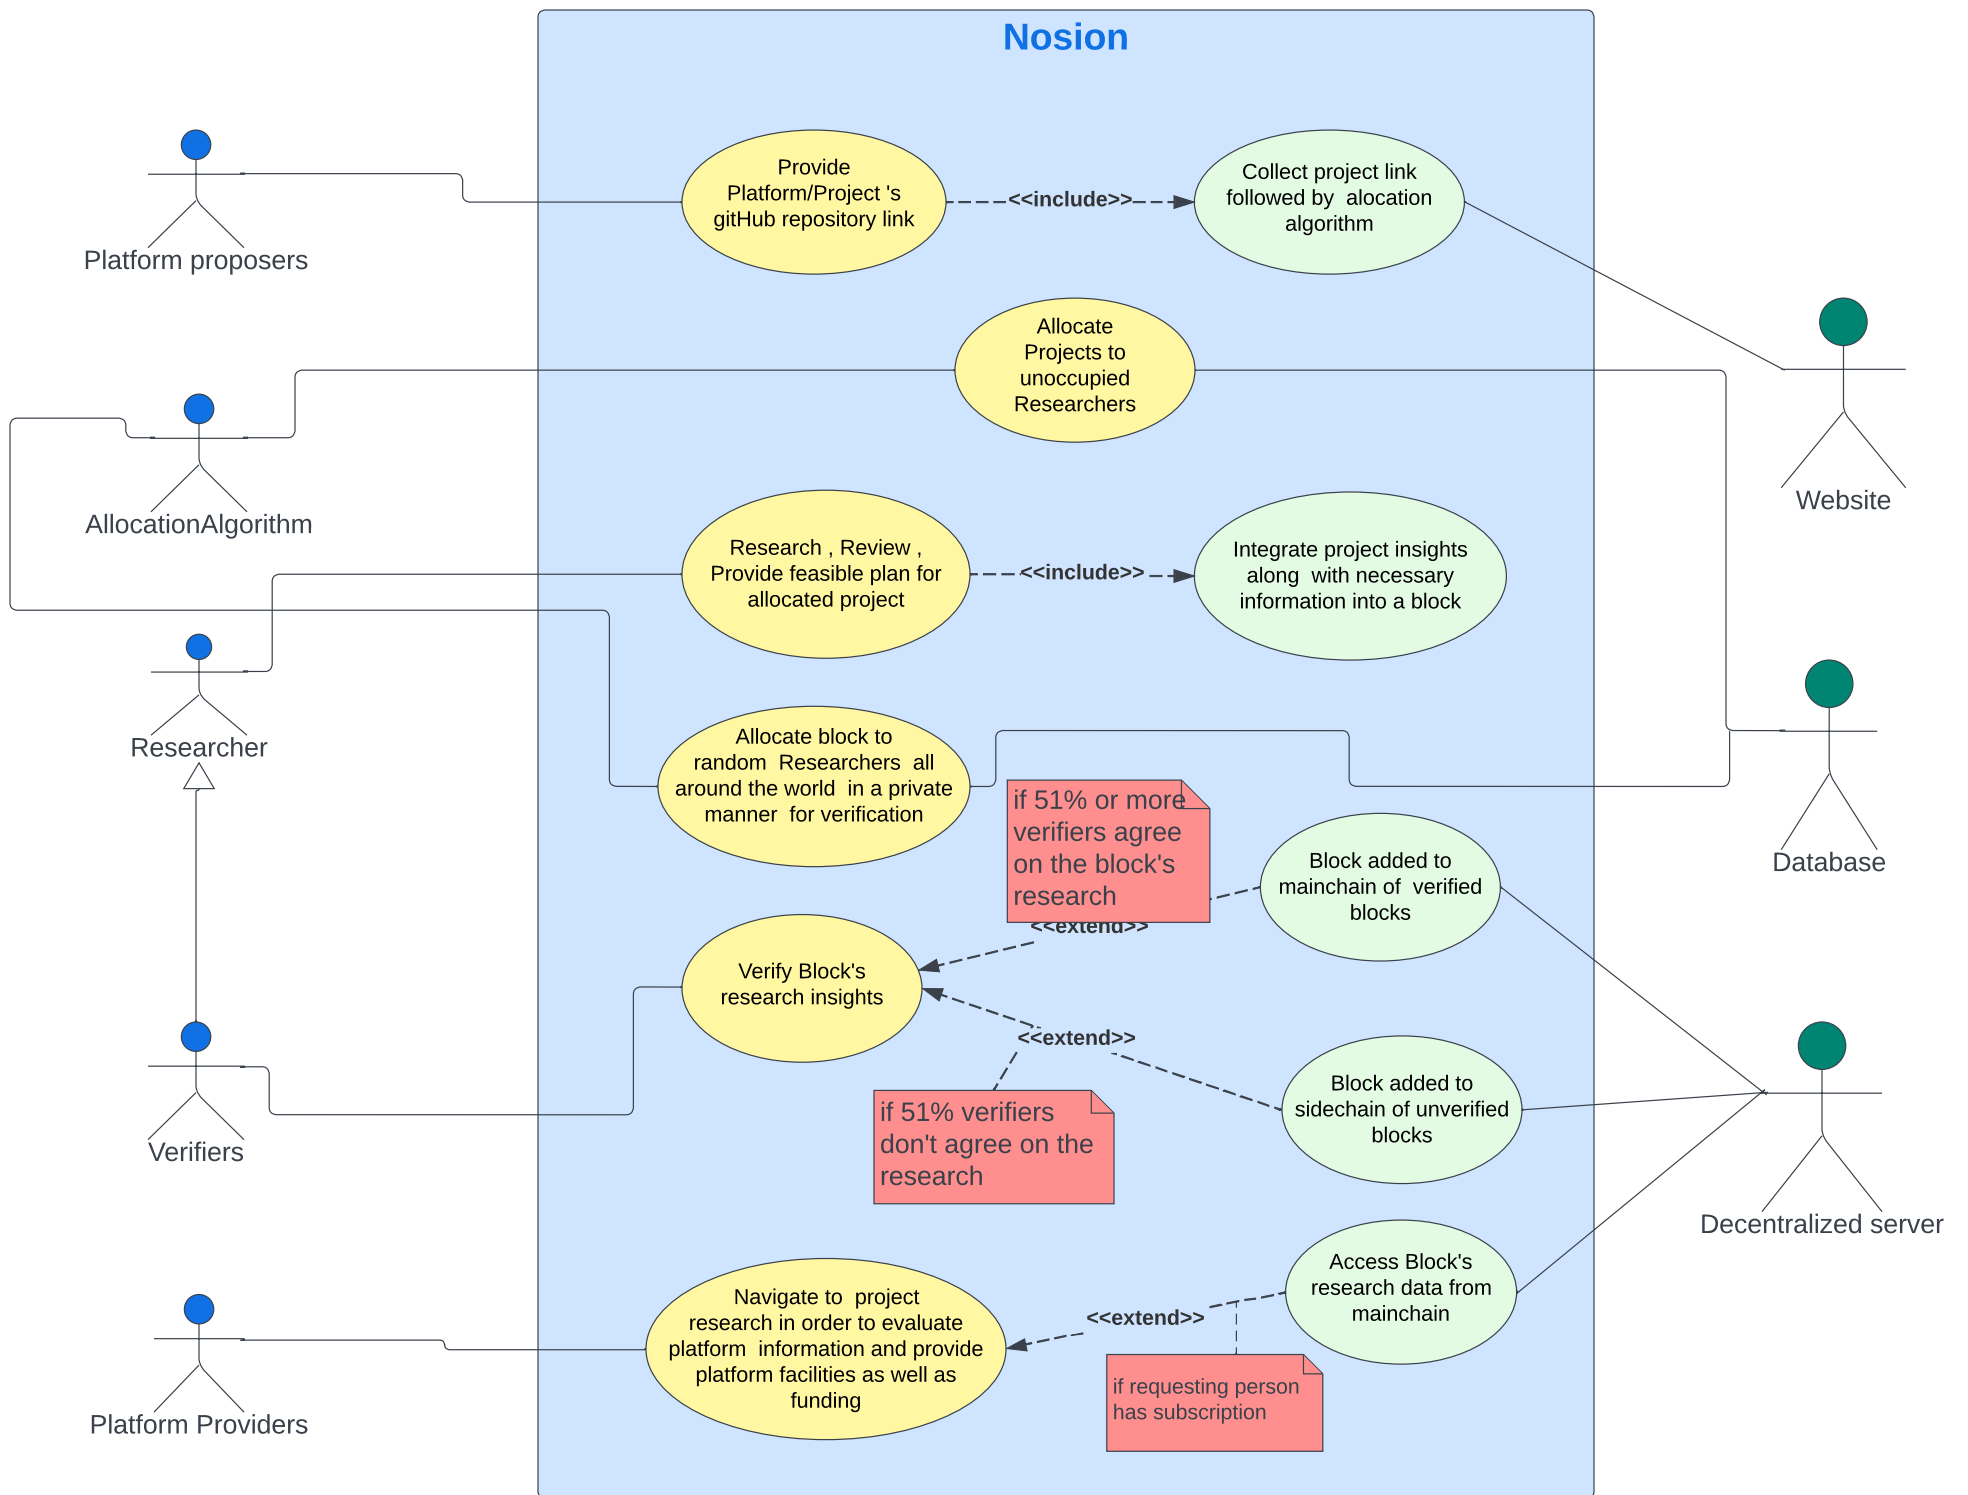 Nosion
Platform proposers
Provide
Platform/Project 's
gitHub repository link
<<include>>
Collect project link
followed by  alocation
algorithm
Allocate
Projects to
unoccupied
Researchers
Website
AllocationAlgorithm
Research , Review ,
Provide feasible plan for
allocated project
<<include>>
Integrate project insights
along  with necessary
information into a block
Researcher
Allocate block to
random  Researchers  all
around the world  in a private
manner  for verification
if 51% or more
verifiers agree
on the block's
research
<<extend>>
Block added to
mainchain of  verified
blocks
Database
Verify Block's
research insights
<<extend>>
if 51% verifiers
don't agree on the
research
Block added to
sidechain of unverified
blocks
Verifiers
Decentralized server
Navigate to  project
research in order to evaluate
platform  information and provide
platform facilities as well as
funding
<<extend>>
Access Block's
research data from
mainchain
if requesting person
has subscription
Platform Providers